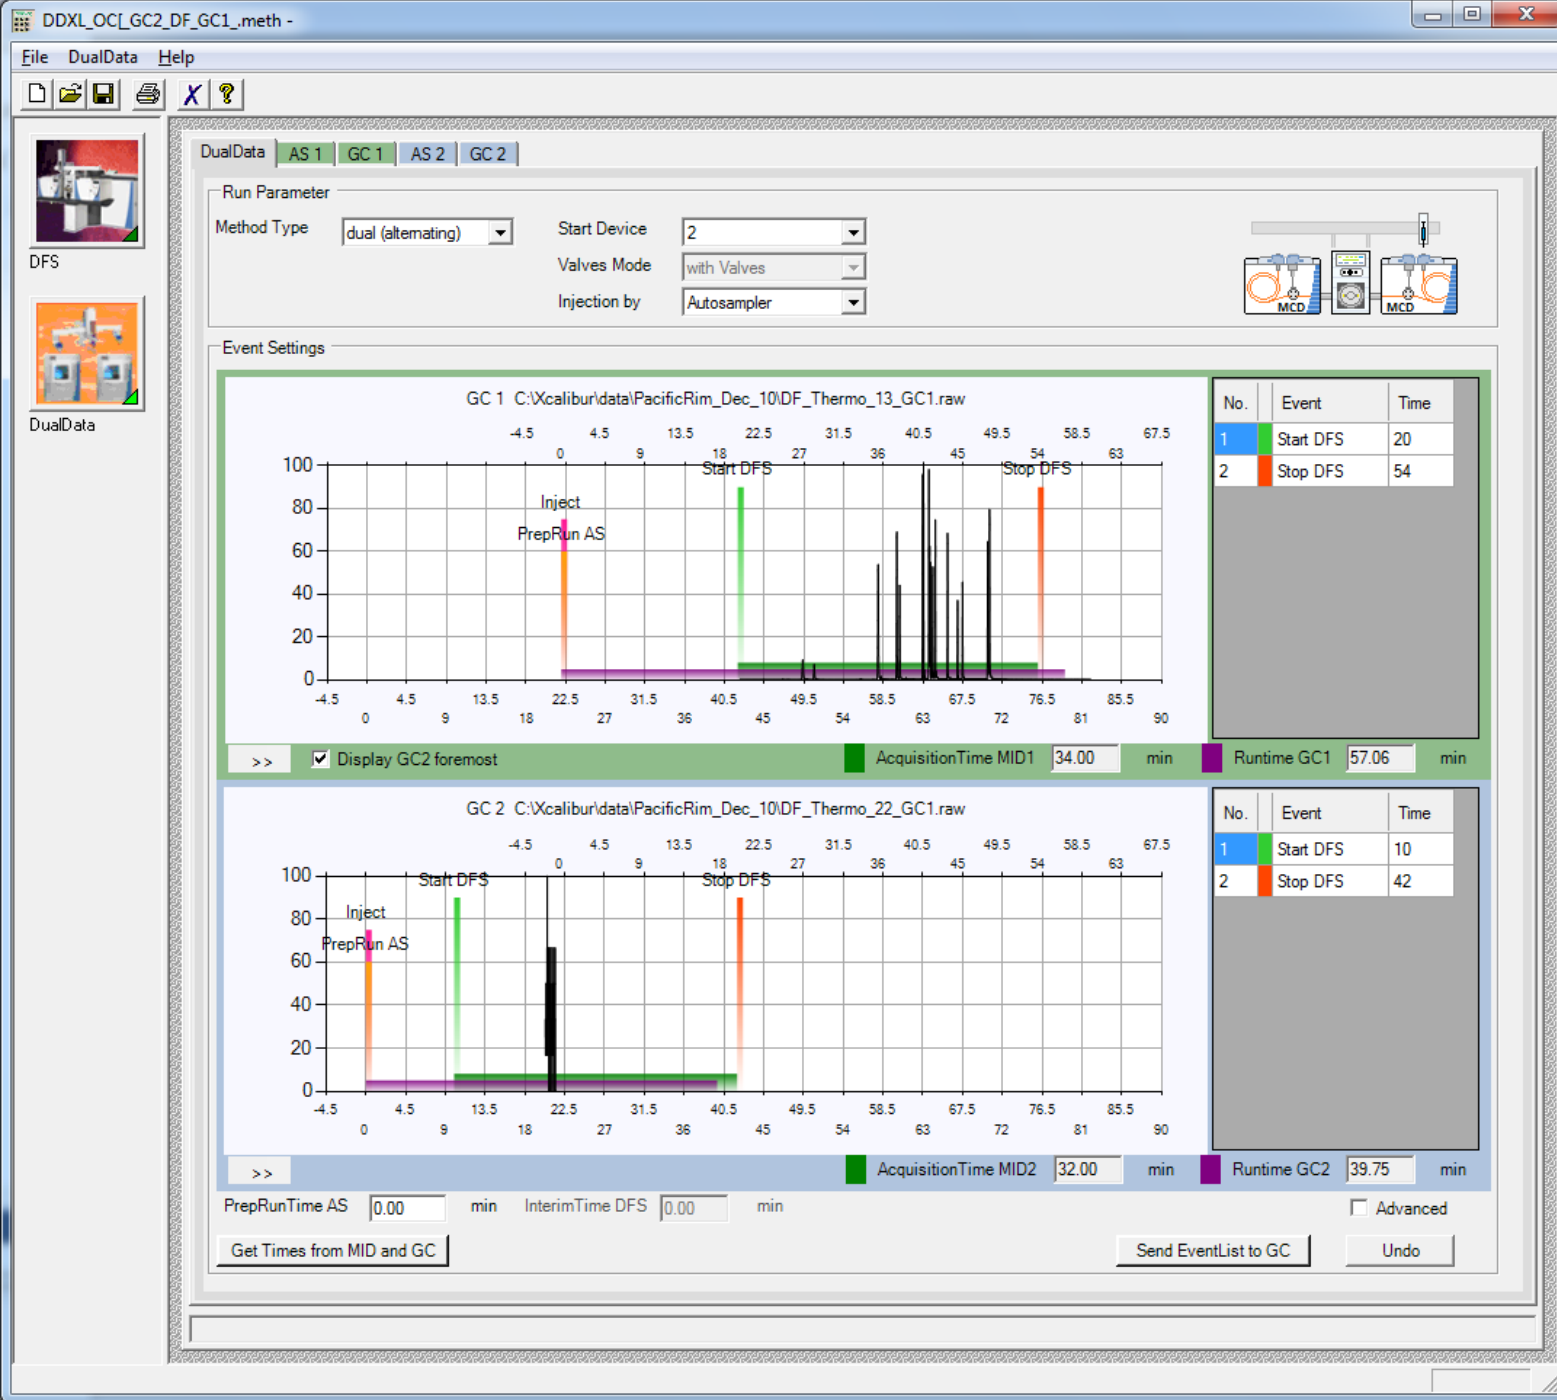 DDXL_OC[_GC2_DF_GC1_.meth -
File DualData Help
DFS
DualData
DualData AS 1 GC 1 AS 2 GC 2
Run Parameter
Method Type dual (alternating) Start Device 2
Valves Mode with Valves
Injection by Autosampler
MCD MCD
Event Settings
GC 1 C:\Xcalibur\data\PacificRim_Dec_10\DF_Thermo_13_GC1.raw
-4.5 4.5 13.5 22.5 31.5 40.5 49.5 58.5 67.5
0 9 18 27 36 45 54 63
100 80 60 40 20 0
Start DFS Stop DFS
Inject
PrepRun AS
-4.5 4.5 13.5 22.5 31.5 40.5 49.5 58.5 67.5 76.5 85.5
0 9 18 27 36 45 54 63 72 81 90
No. Event Time
1 Start DFS 20
2 Stop DFS 54
>> Display GC2 foremost AcquisitionTime MID1 34.00 min Runtime GC1 57.06 min
GC 2 C:\Xcalibur\data\PacificRim_Dec_10\DF_Thermo_22_GC1.raw
-4.5 4.5 13.5 22.5 31.5 40.5 49.5 58.5 67.5
0 9 18 27 36 45 54 63
100 80 60 40 20 0
Start DFS Stop DFS
Inject
PrepRun AS
-4.5 4.5 13.5 22.5 31.5 40.5 49.5 58.5 67.5 76.5 85.5
0 9 18 27 36 45 54 63 72 81 90
No. Event Time
1 Start DFS 10
2 Stop DFS 42
>> AcquisitionTime MID2 32.00 min Runtime GC2 39.75 min
PrepRunTime AS 0.00 min InterimTime DFS 0.00 min Advanced
Get Times from MID and GC Send EventList to GC Undo